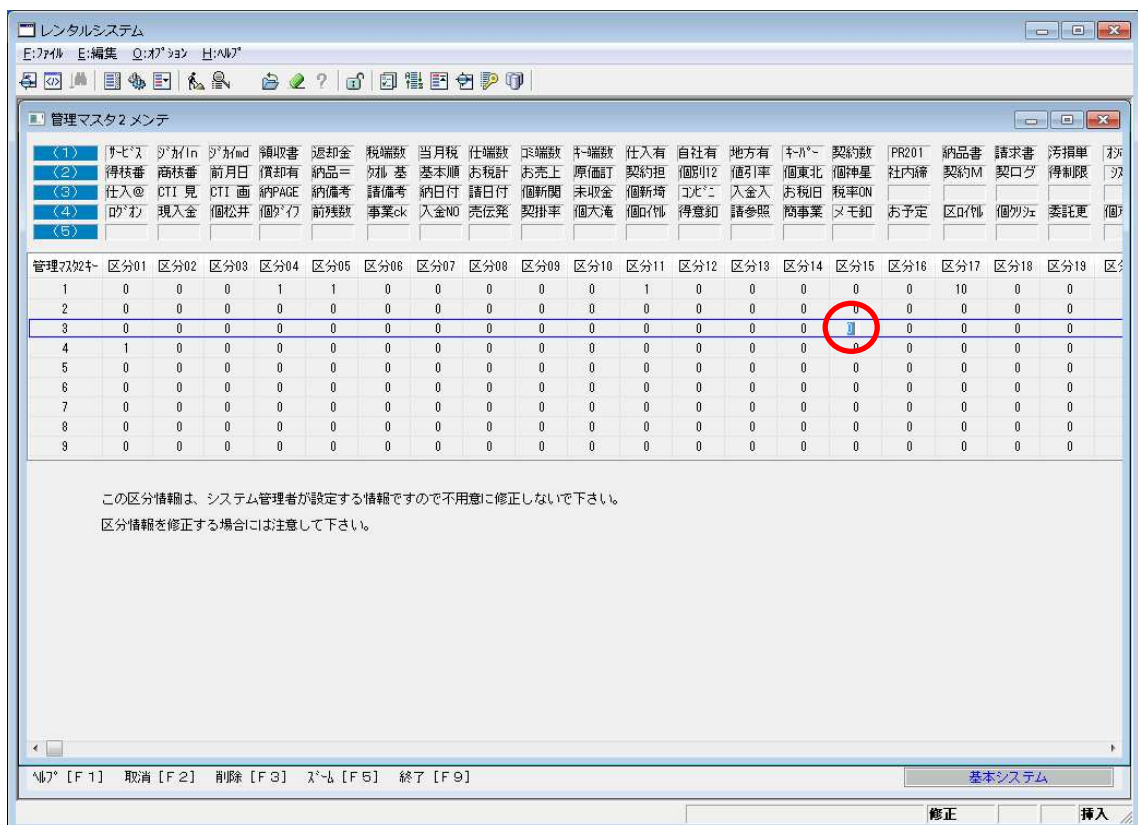 レンタルシステム
F:ファイル E:編集 O:オプション H:ヘルプ
管理マスタ2 メンテ
(1) サービス ジカイIn ジカイmd 領収書 返却金 税端数 当月税 仕端数 コミ端数 キー端数 仕入有 自社有 地方有 キーパー 契約数 PR201 納品書 請求書 汚損単
(2) 得枝番 商枝番 前月日 償却有 納品= タオル 基 基本順 お税計 お売上 原価訂 契約担 個別12 値引率 個東北 個神星 社内締 契約M 契ログ 得制限
(3) 仕入@ CTI 見 CTI 画 納PAGE 納備考 請備考 納日付 請日付 個新関 未収金 個新埼 コンビニ 入金入 お税旧 税率ON
(4) ログオン 現入金 個松井 個ダイワ 前残数 事業ck 入金NO 売伝発 契掛率 個大滝 個ロイヤル 得意釦 請参照 簡事業 メモ釦 お予定 区ロイヤル 個クリシェ 委託更
(5)
管理マスタ2キー 区分01 区分02 区分03 区分04 区分05 区分06 区分07 区分08 区分09 区分10 区分11 区分12 区分13 区分14 区分15 区分16 区分17 区分18 区分19
1 0 0 0 1 1 0 0 0 0 0 1 0 0 0 0 0 10 0 0
2 0 0 0 0 0 0 0 0 0 0 0 0 0 0 0 0 0 0 0
3 0 0 0 0 0 0 0 0 0 0 0 0 0 0 0 0 0 0 0
4 1 0 0 0 0 0 0 0 0 0 0 0 0 0 0 0 0 0 0
5 0 0 0 0 0 0 0 0 0 0 0 0 0 0 0 0 0 0 0
6 0 0 0 0 0 0 0 0 0 0 0 0 0 0 0 0 0 0 0
7 0 0 0 0 0 0 0 0 0 0 0 0 0 0 0 0 0 0 0
8 0 0 0 0 0 0 0 0 0 0 0 0 0 0 0 0 0 0 0
9 0 0 0 0 0 0 0 0 0 0 0 0 0 0 0 0 0 0 0
この区分情報は、システム管理者が設定する情報ですので不用意に修正しないで下さい。
区分情報を修正する場合には注意して下さい。
ヘルプ [F1] 取消 [F2] 削除 [F3] ズーム [F5] 終了 [F9] 基本システム
修正 挿入